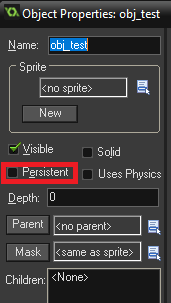 Object Properties: obj_test
Name: obj_test
Sprite
<no sprite>
New
Visible Solid
Persistent Uses Physics
Depth: 0
Parent <no parent>
Mask <same as sprite>
Children: <None>